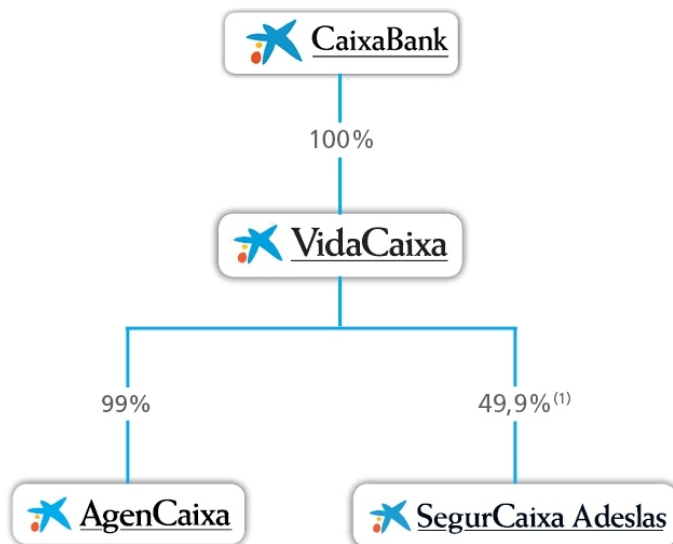 CaixaBank
100%
VidaCaixa
99%
49,9%(1)
AgenCaixa
SegurCaixa Adeslas